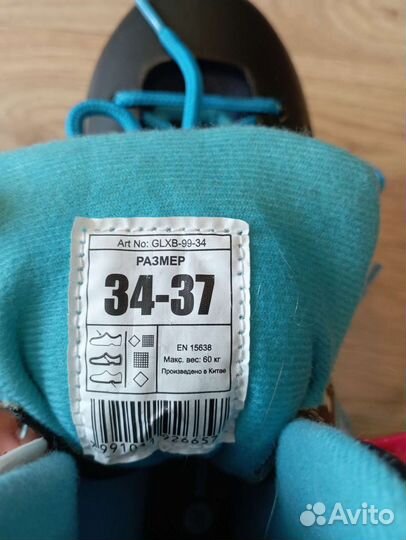 Art No: GLXB-99-34
РАЗМЕР
34-37
EN 15638
Макс. вес: 60 кг
Произведено в Китае
Avito